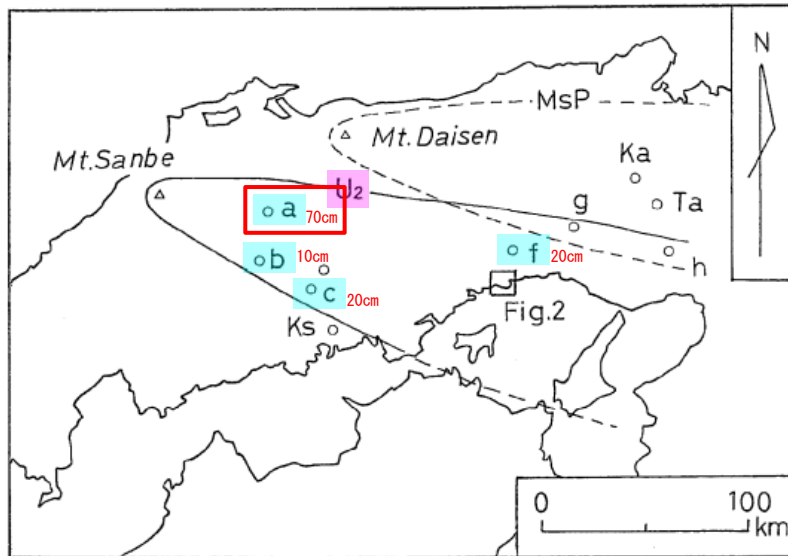 N
MsP
Mt.Daisen
Mt.Sanbe
Ka
U₂
Ta
g
a 70cm
f 20cm
h
b 10cm
c 20cm
Fig.2
Ks
0 100
km